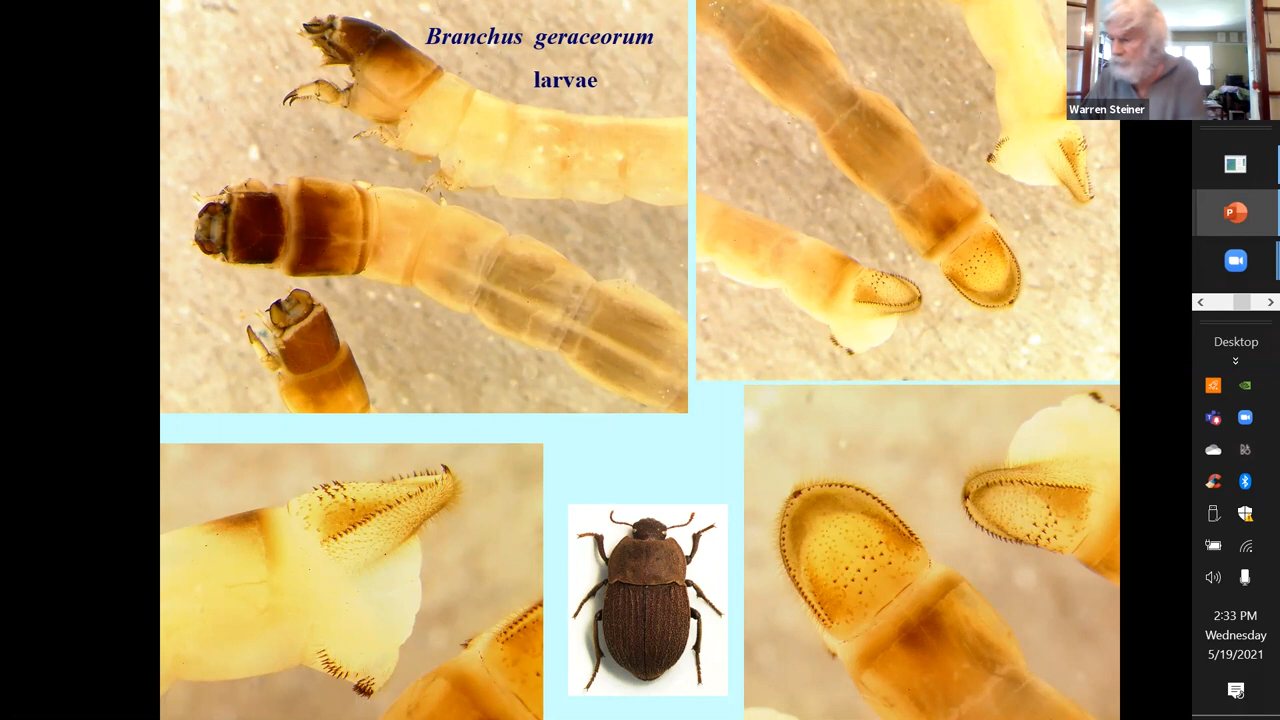 Branchus geraceorum
larvae
Warren Steiner
Desktop
2:33 PM
Wednesday
5/19/2021